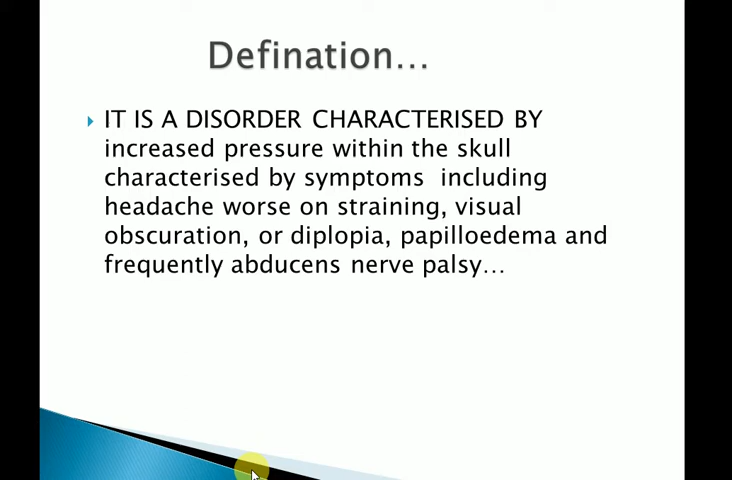 Defination...
IT IS A DISORDER CHARACTERISED BY
increased pressure within the skull
characterised by symptoms  including
headache worse on straining, visual
obscuration, or diplopia, papilloedema and
frequently abducens nerve palsy...